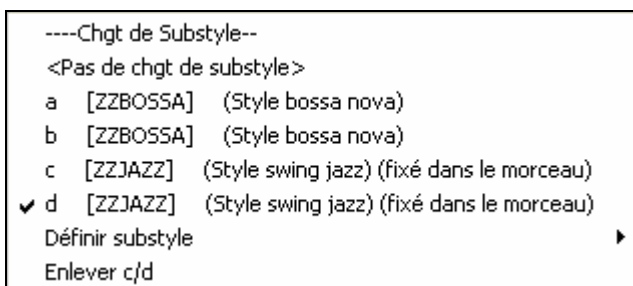 ----Chgt de Substyle--
<Pas de chgt de substyle>
a [ZZBOSSA] (Style bossa nova)
b [ZZBOSSA] (Style bossa nova)
c [ZZJAZZ] (Style swing jazz) (fixé dans le morceau)
d [ZZJAZZ] (Style swing jazz) (fixé dans le morceau)
Définir substyle
Enlever c/d